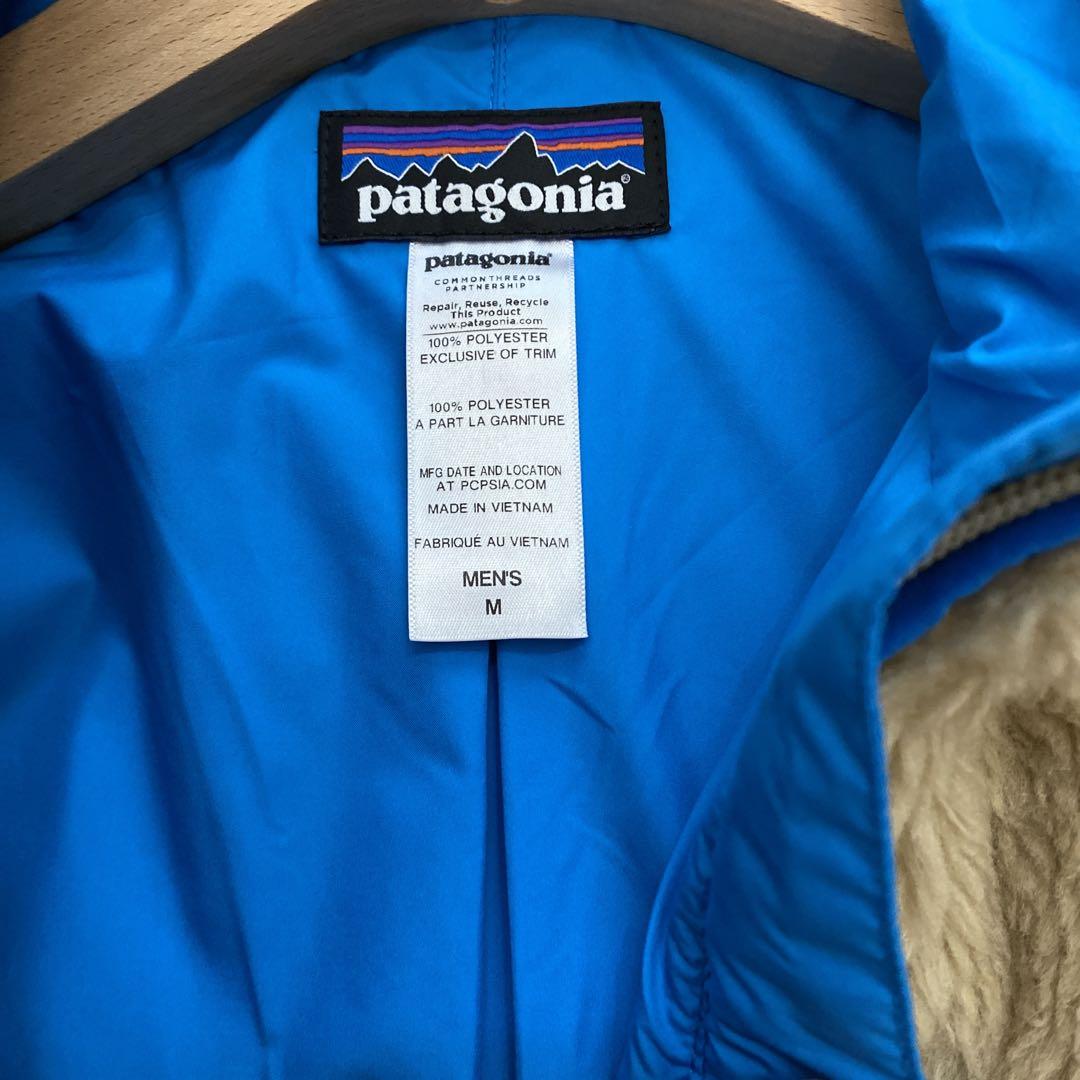 patagonia®
patagonia®
COMMON THREADS
PARTNERSHIP
Repair, Reuse, Recycle
This Product
www.patagonia.com
100% POLYESTER
EXCLUSIVE OF TRIM
100% POLYESTER
A PART LA GARNITURE
MFG DATE AND LOCATION
AT PCPSIA.COM
MADE IN VIETNAM
FABRIQUÉ AU VIETNAM
MEN'S
M